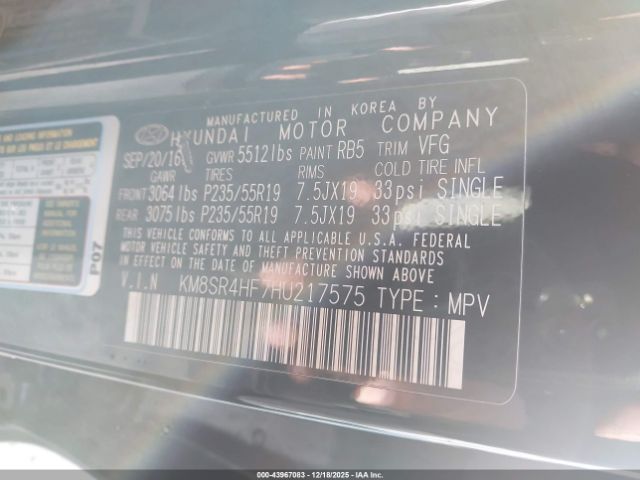 MANUFACTURED IN KOREA BY
HYUNDAI MOTOR COMPANY
SEP/20/16 GVWR 5512lbs PAINT RB5 TRIM VFG
GAWR TIRES RIMS COLD TIRE INFL
FRONT 3064lbs P235/55R19 7.5JX19 33psi SINGLE
REAR 3075lbs P235/55R19 7.5JX19 33psi SINGLE
THIS VEHICLE CONFORMS TO ALL APPLICABLE U.S.A. FEDERAL
MOTOR VEHICLE SAFETY AND THEFT PREVENTION STANDARDS
IN EFFECT ON THE DATE OF MANUFACTURE SHOWN ABOVE.
V.I.N KM8SR4HF7HU217575 TYPE : MPV
P07
000-43967083 | 12/18/2025 | COPART/IAA